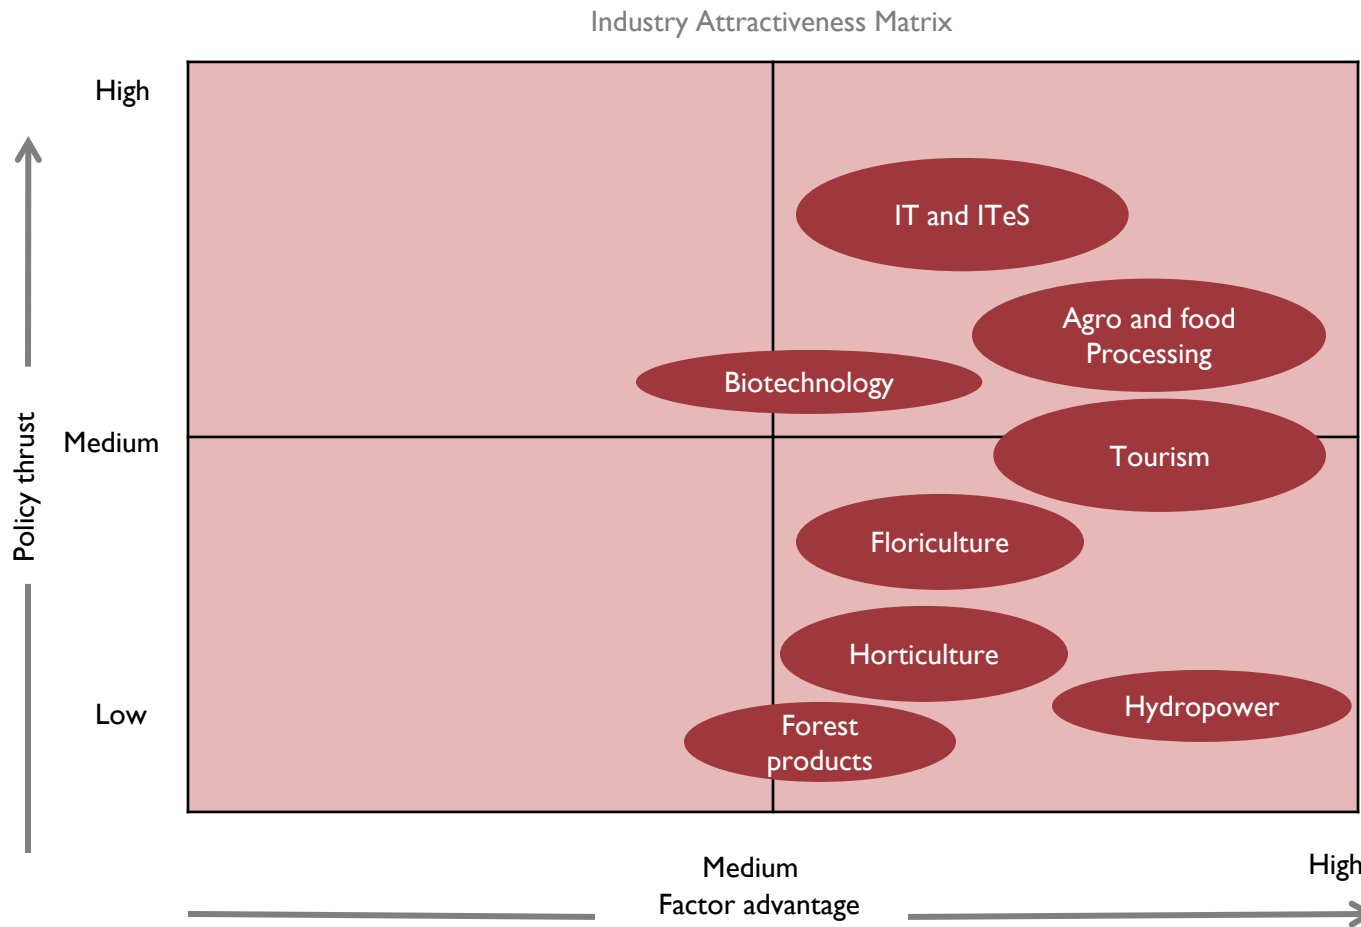 Industry Attractiveness Matrix
High
IT and ITeS
Agro and food
Processing
Biotechnology
Medium
Policy thrust
Tourism
Floriculture
Horticulture
Low
Hydropower
Forest
products
Medium
High
Factor advantage